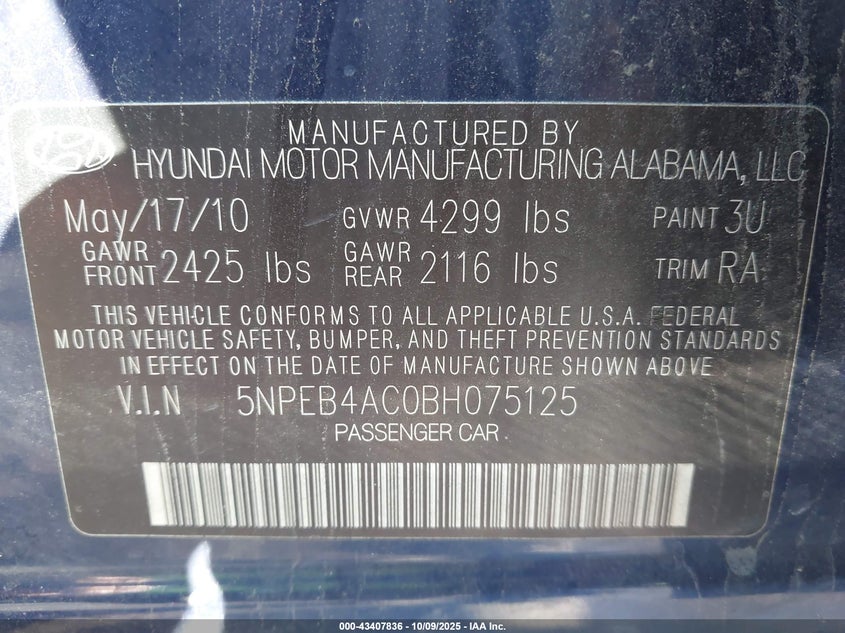 MANUFACTURED BY
HYUNDAI MOTOR MANUFACTURING ALABAMA, LLC
May/17/10 GVWR 4299 lbs PAINT 3U
GAWR FRONT 2425 lbs GAWR REAR 2116 lbs TRIM RA
THIS VEHICLE CONFORMS TO ALL APPLICABLE U.S.A. FEDERAL
MOTOR VEHICLE SAFETY, BUMPER, AND THEFT PREVENTION STANDARDS
IN EFFECT ON THE DATE OF MANUFACTURE SHOWN ABOVE
V.I.N 5NPEB4AC0BH075125
PASSENGER CAR
000-43407836 - 10/09/2025 - IAA Inc.